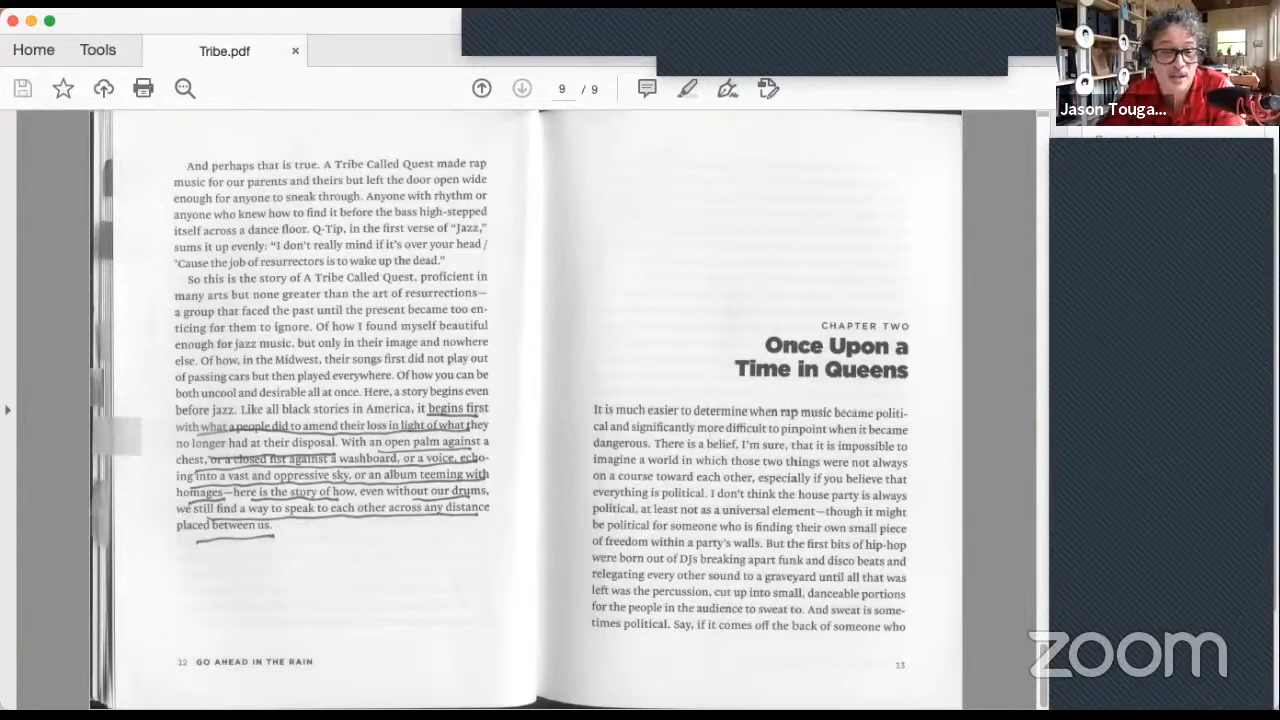 Home
Tools
Tribe.pdf
×
9 / 9
Jason Touga...
And perhaps that is true. A Tribe Called Quest made rap
music for our parents and theirs but left the door open wide
enough for anyone to sneak through. Anyone with rhythm or
anyone who knew how to find it before the bass high-stepped
itself across a dance floor. Q-Tip, in the first verse of “Jazz,”
sums it up evenly: “I don't really mind if it's over your head /
'Cause the job of resurrectors is to wake up the dead.”
So this is the story of A Tribe Called Quest, proficient in
many arts but none greater than the art of resurrections—
a group that faced the past until the present became too en-
ticing for them to ignore. Of how I found myself beautiful
enough for jazz music, but only in their image and nowhere
else. Of how, in the Midwest, their songs first did not play out
of passing cars but then played everywhere. Of how you can be
both uncool and desirable all at once. Here, a story begins even
before jazz. Like all black stories in America, it begins first
with what a people did to amend their loss in light of what they
no longer had at their disposal. With an open palm against a
chest, or a closed fist against a washboard, or a voice, echo-
ing into a vast and oppressive sky, or an album teeming with
homages—here is the story of how, even without our drums,
we still find a way to speak to each other across any distance
placed between us.
12 GO AHEAD IN THE RAIN
CHAPTER TWO
Once Upon a
Time in Queens
It is much easier to determine when rap music became politi-
cal and significantly more difficult to pinpoint when it became
dangerous. There is a belief, I'm sure, that it is impossible to
imagine a world in which those two things were not always
on a course toward each other, especially if you believe that
everything is political. I don't think the house party is always
political, at least not as a universal element—though it might
be political for someone who is finding their own small piece
of freedom within a party's walls. But the first bits of hip-hop
were born out of DJs breaking apart funk and disco beats and
relegating every other sound to a graveyard until all that was
left was the percussion, cut up into small, danceable portions
for the people in the audience to sweat to. And sweat is some-
times political. Say, if it comes off the back of someone who
13
zoom